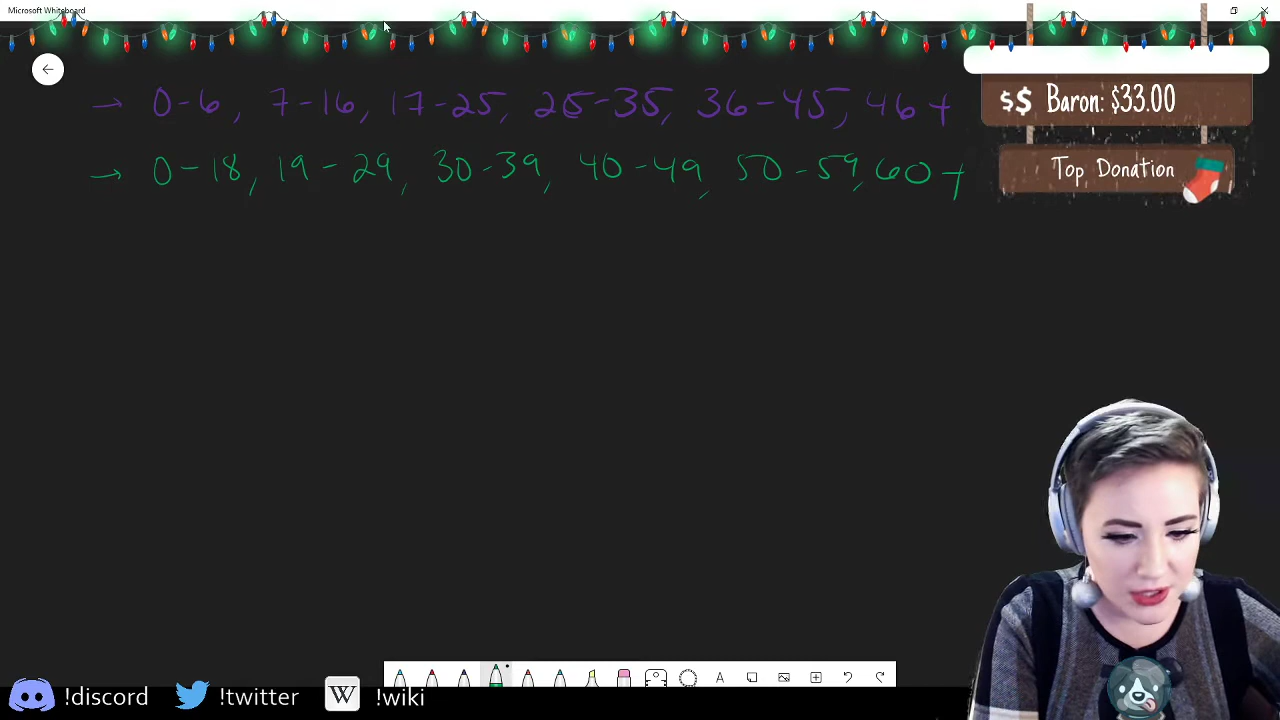 Microsoft Whiteboard
→ 0-6, 7-16, 17-25, 25-35, 36-45, 46+
→ 0-18, 19-29, 30-39, 40-49, 50-59, 60+
$$ Baron: $33.00
Top Donation
A
!discord !twitter W !wiki